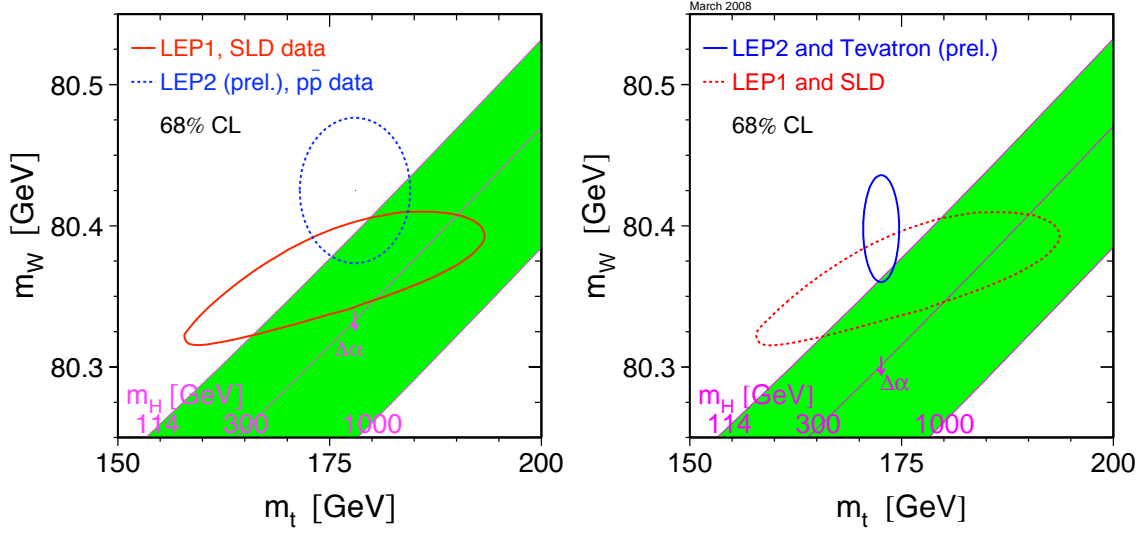 LEP1, SLD data
LEP2 (prel.), pp̄ data
68% CL
80.5
80.4
80.3
m_W [GeV]
Δα
m_H [GeV]
114 300 1000
150 175 200
m_t [GeV]
March 2008
LEP2 and Tevatron (prel.)
LEP1 and SLD
68% CL
80.5
80.4
80.3
m_W [GeV]
Δα
m_H [GeV]
114 300 1000
150 175 200
m_t [GeV]